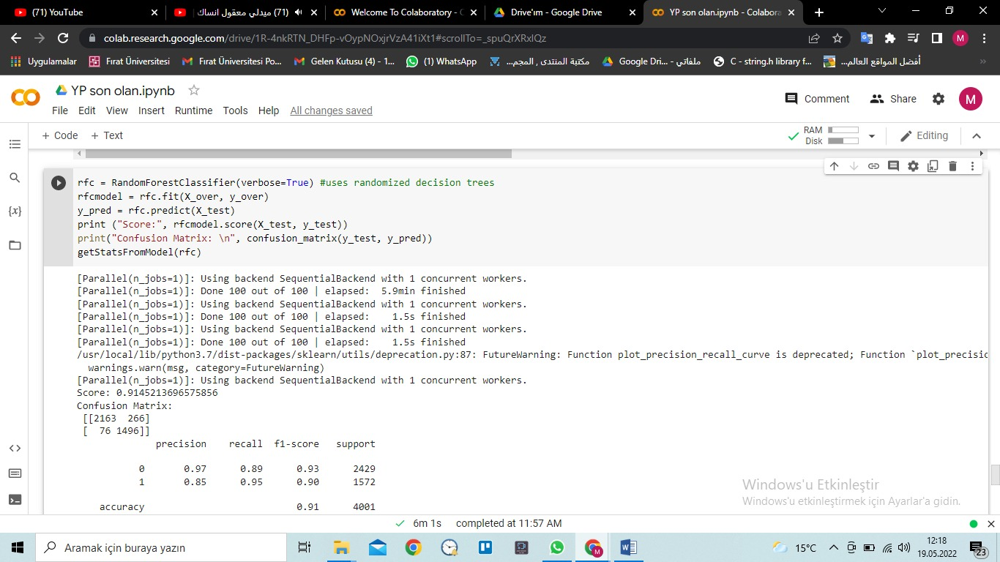 (71) YouTube
(71) ميدلي معقول انساك
Welcome To Colaboratory - C
Drive'ım - Google Drive
YP son olan.ipynb - Colabora
colab.research.google.com/drive/1R-4nkRTN_DHFp-vOypNOxjrVzA41iXt1#scrollTo=_spuQrXRxIQz
M
Uygulamalar
Fırat Üniversitesi
Fırat Üniversitesi Po...
Gelen Kutusu (4) - 1...
(1) WhatsApp
مكتبة المنتدى , المجم...
Google Dri... - ملفاتي
C - string.h library f...
أفضل المواقع العالم...
»
YP son olan.ipynb
File Edit View Insert Runtime Tools Help All changes saved
Comment
Share
M
+ Code + Text
RAM
Disk
Editing
{x}
rfc = RandomForestClassifier(verbose=True) #uses randomized decision trees
rfcmodel = rfc.fit(X_over, y_over)
y_pred = rfc.predict(X_test)
print ("Score:", rfcmodel.score(X_test, y_test))
print("Confusion Matrix: \n", confusion_matrix(y_test, y_pred))
getStatsFromModel(rfc)
[Parallel(n_jobs=1)]: Using backend SequentialBackend with 1 concurrent workers.
[Parallel(n_jobs=1)]: Done 100 out of 100 | elapsed:  5.9min finished
[Parallel(n_jobs=1)]: Using backend SequentialBackend with 1 concurrent workers.
[Parallel(n_jobs=1)]: Done 100 out of 100 | elapsed:    1.5s finished
[Parallel(n_jobs=1)]: Using backend SequentialBackend with 1 concurrent workers.
[Parallel(n_jobs=1)]: Done 100 out of 100 | elapsed:    1.5s finished
/usr/local/lib/python3.7/dist-packages/sklearn/utils/deprecation.py:87: FutureWarning: Function plot_precision_recall_curve is deprecated; Function `plot_precisic
warnings.warn(msg, category=FutureWarning)
[Parallel(n_jobs=1)]: Using backend SequentialBackend with 1 concurrent workers.
Score: 0.9145213696575856
Confusion Matrix:
[[2163  266]
[  76 1496]]
precision recall f1-score support
0 0.97 0.89 0.93 2429
1 0.85 0.95 0.90 1572
accuracy 0.91 4001
Windows'u Etkinleştir
Windows'u etkinleştirmek için Ayarlar'a gidin.
6m 1s completed at 11:57 AM
Aramak için buraya yazın
15°C
12:18
19.05.2022
23